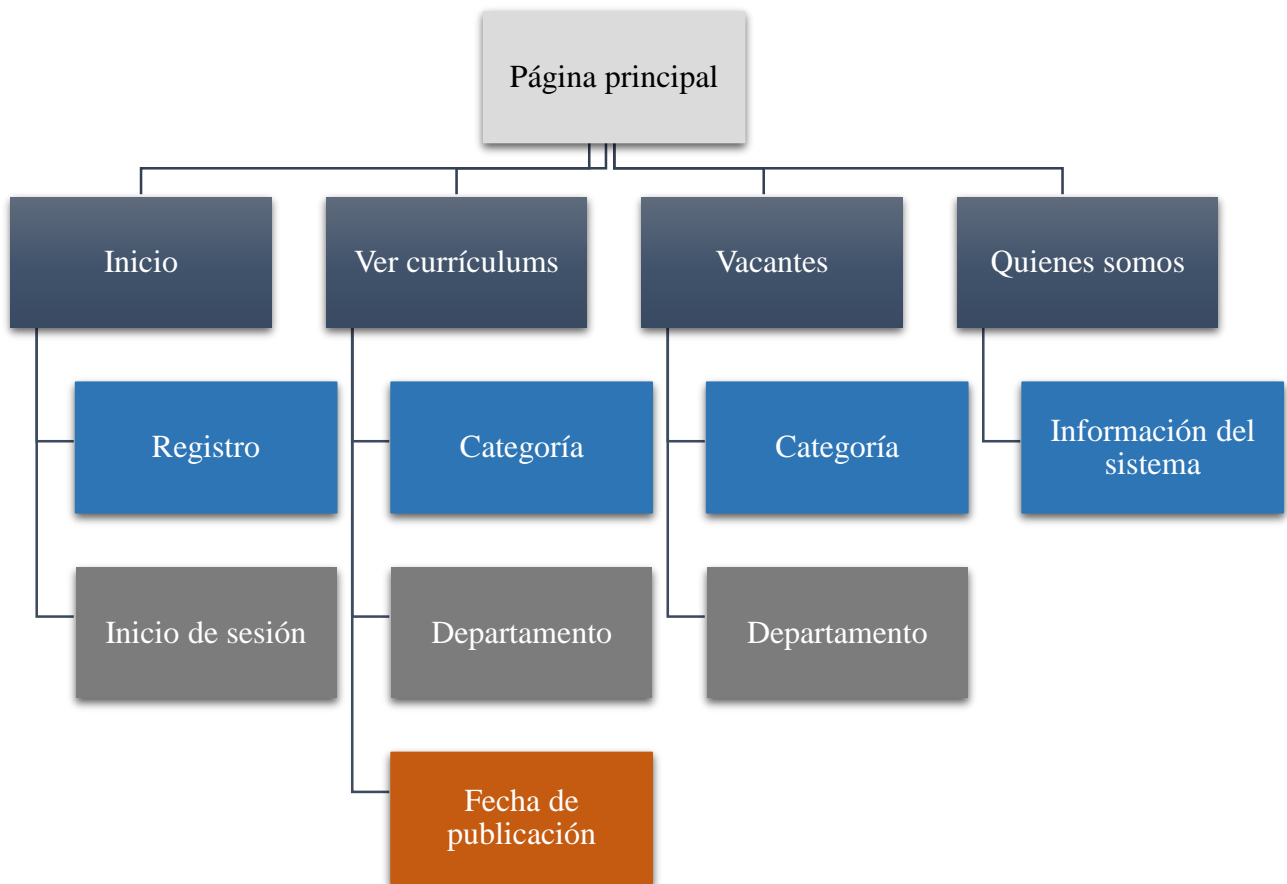 Página principal
Inicio
Ver currículums
Vacantes
Quienes somos
Registro
Categoría
Categoría
Información del
sistema
Inicio de sesión
Departamento
Departamento
Fecha de
publicación